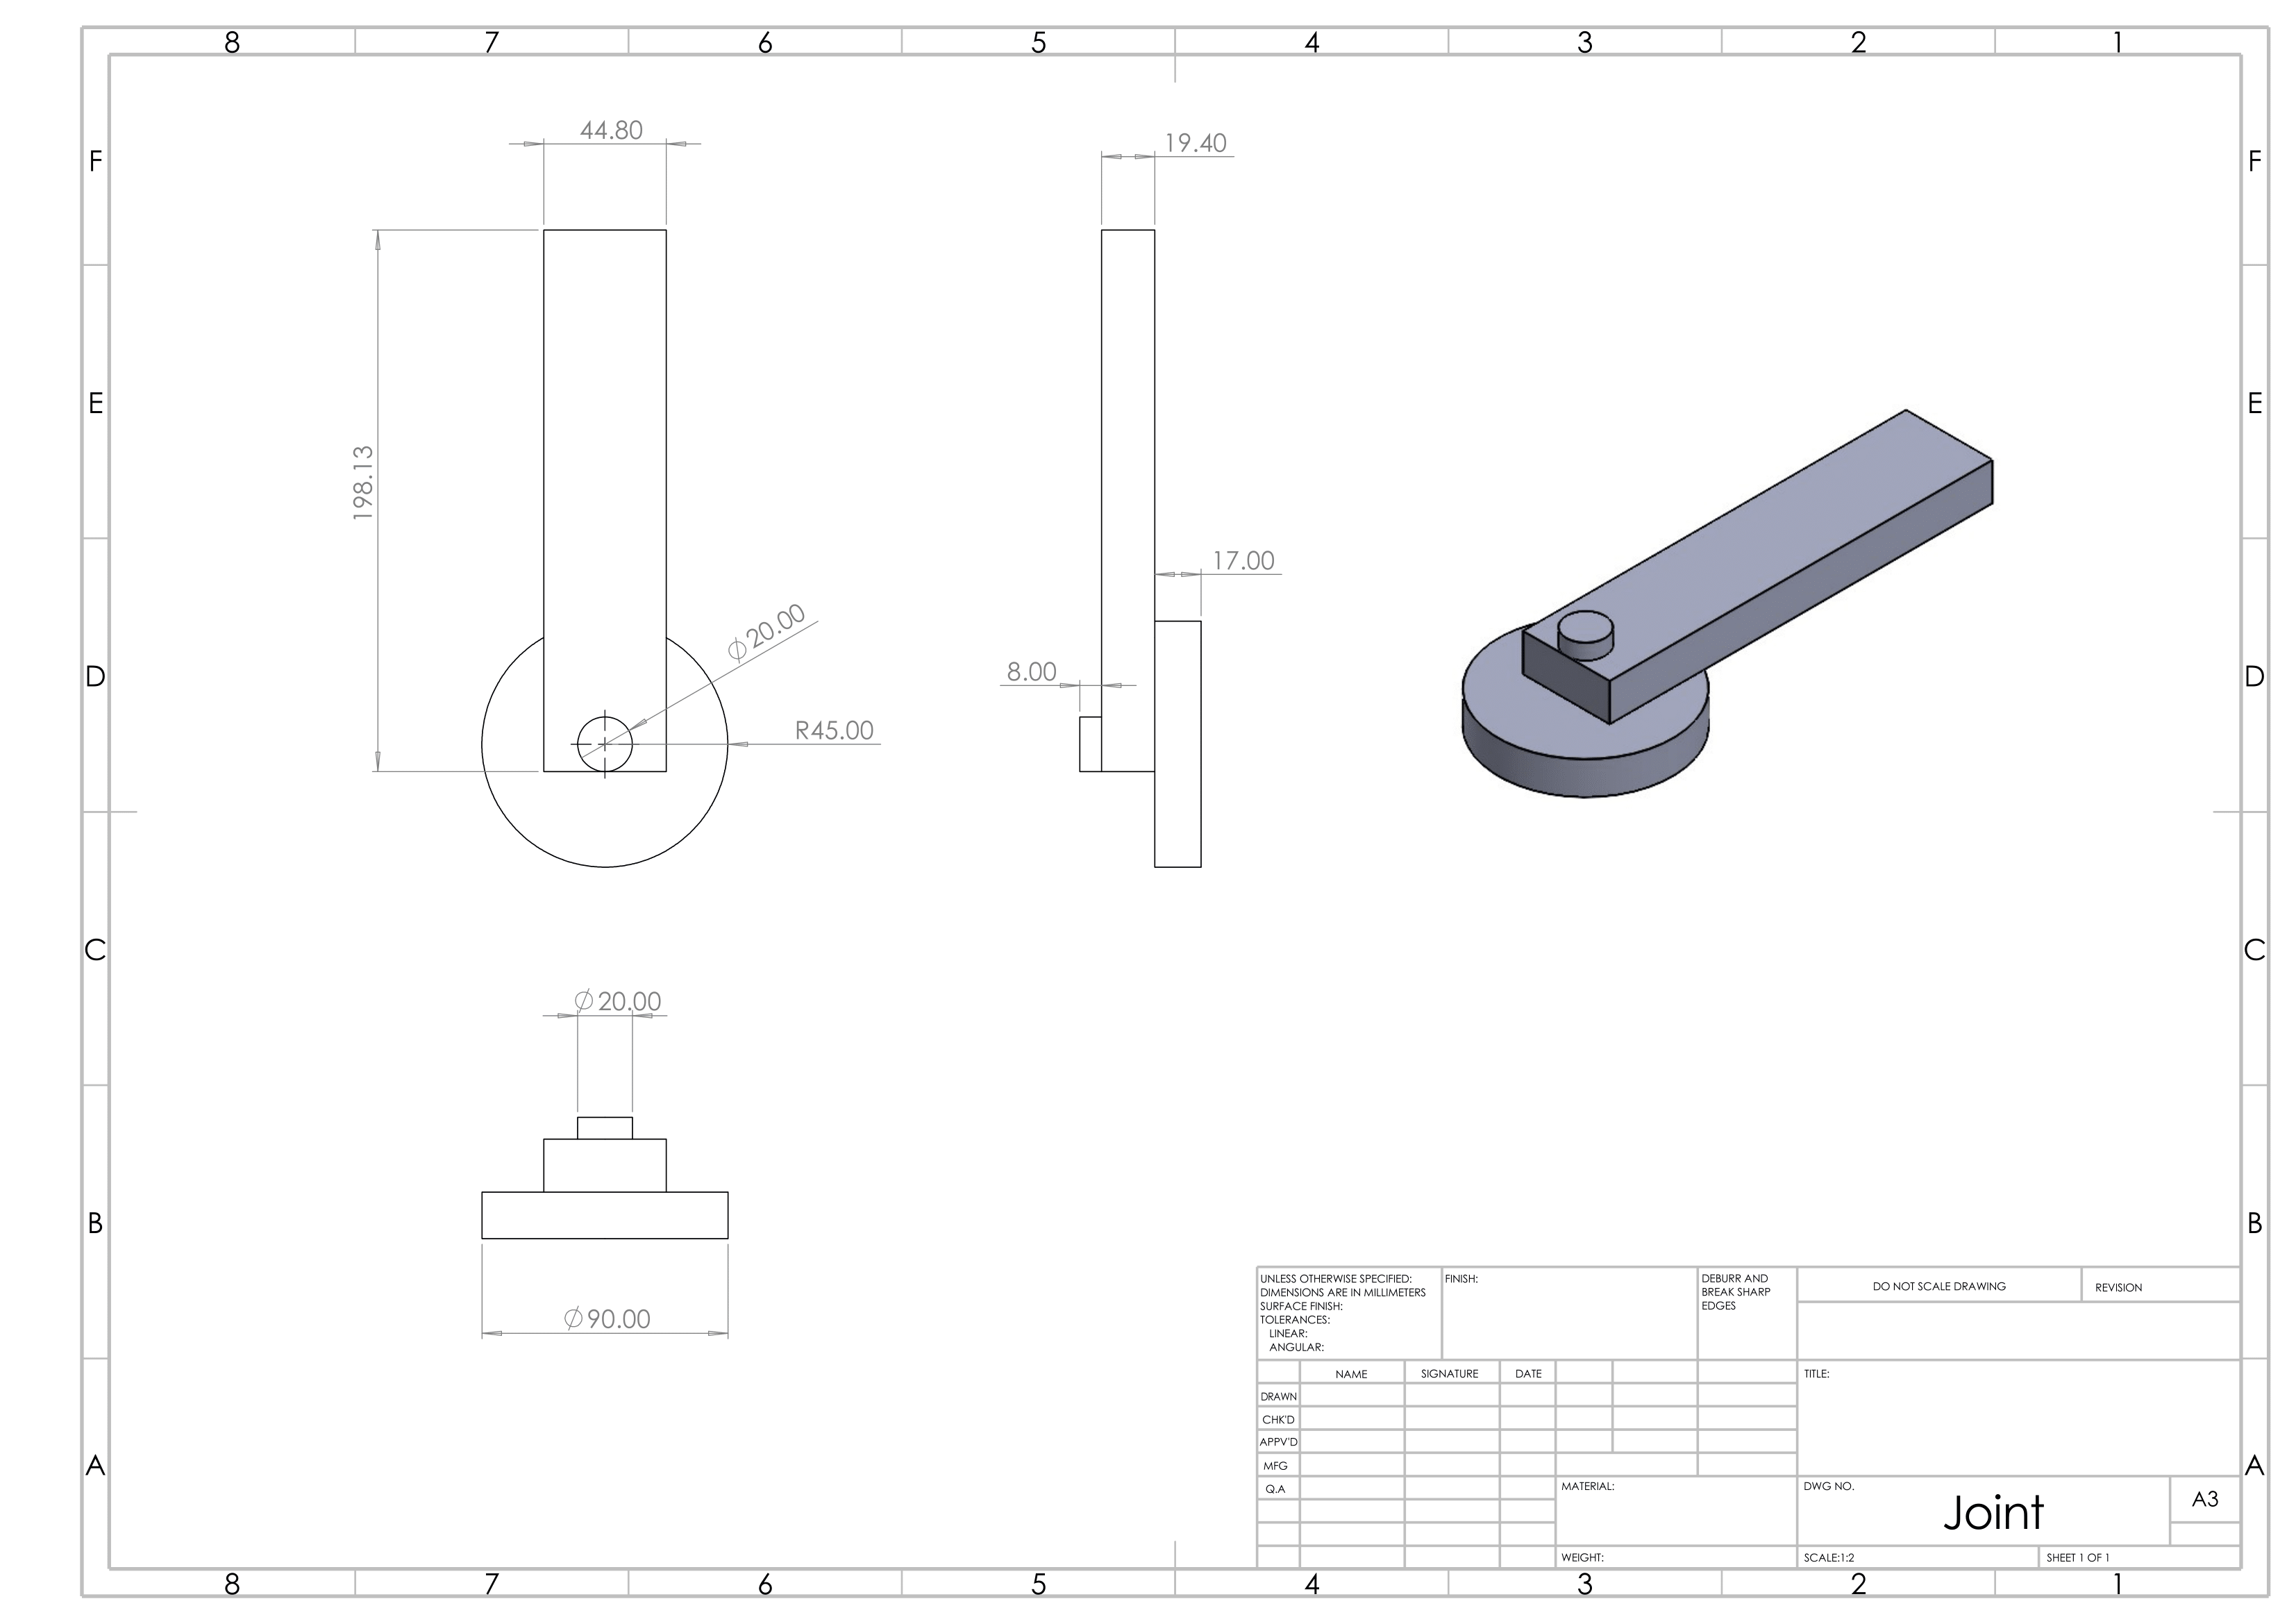 8 7 6 5 4 3 2 1
F F
E E
D D
C C
B B
A A
44.80
19.40
198.13
17.00
∅20.00
8.00
R45.00
∅20.00
∅90.00
UNLESS OTHERWISE SPECIFIED:
DIMENSIONS ARE IN MILLIMETERS
SURFACE FINISH:
TOLERANCES:
LINEAR:
ANGULAR:
FINISH:
DEBURR AND
BREAK SHARP
EDGES
DO NOT SCALE DRAWING
REVISION
NAME SIGNATURE DATE
TITLE:
DRAWN
CHK'D
APPV'D
MFG
Q.A
MATERIAL:
DWG NO.
Joint
A3
WEIGHT:
SCALE:1:2
SHEET 1 OF 1
8 7 6 5 4 3 2 1